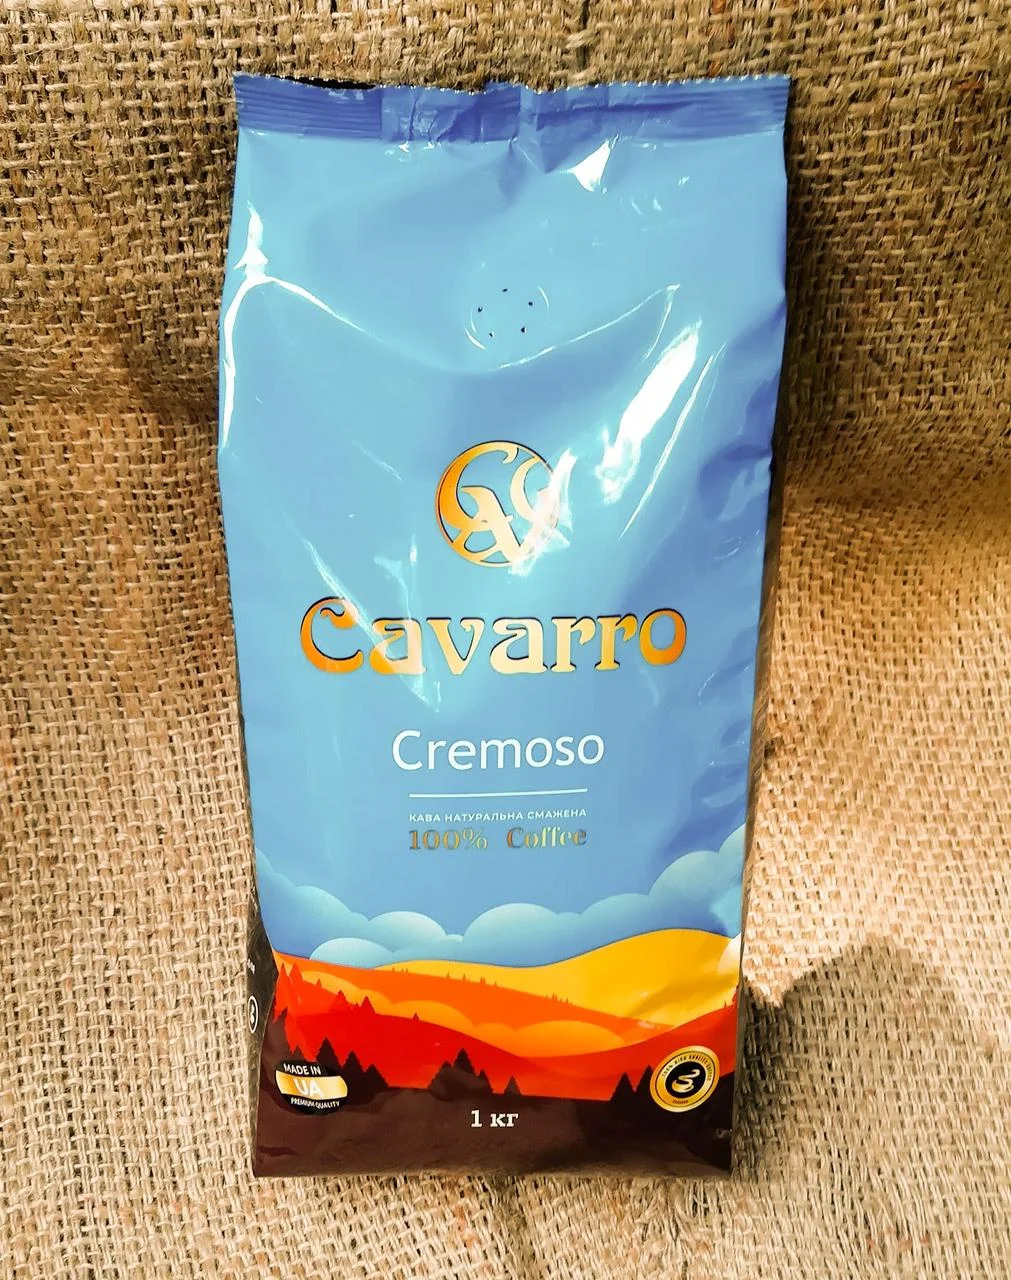 Cavarro
Cremoso
КАВА НАТУРАЛЬНА СМАЖЕНА
100% Coffee
MADE IN
UA
PREMIUM QUALITY
1 кг